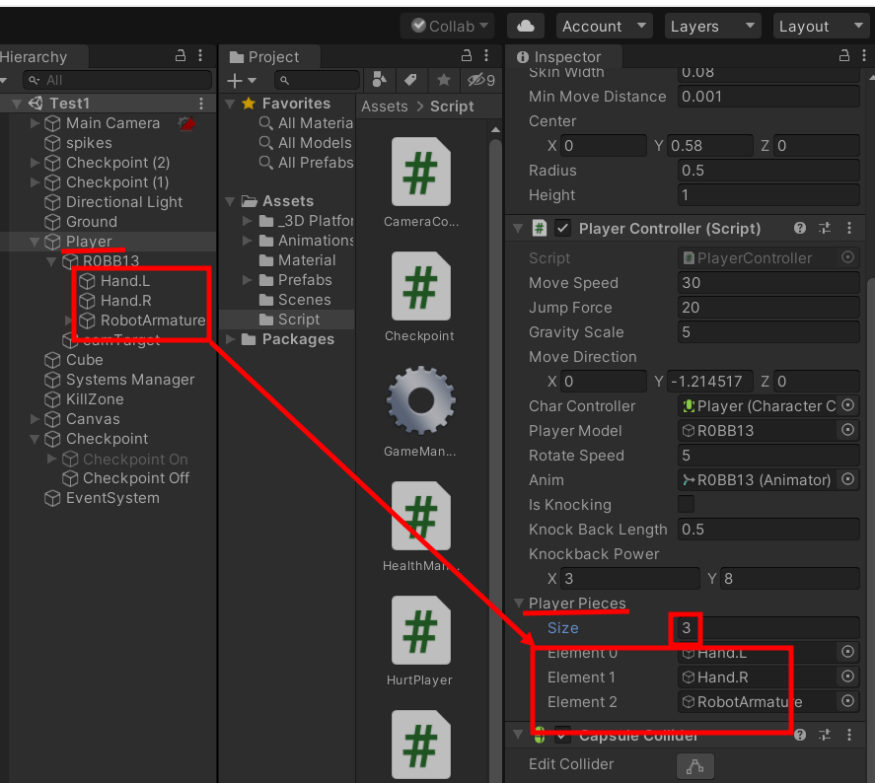 Collab
Account
Layers
Layout
Hierarchy
All
Test1
Main Camera
spikes
Checkpoint (2)
Checkpoint (1)
Directional Light
Ground
Player
R0BB13
Hand.L
Hand.R
RobotArmature
camTarget
Cube
Systems Manager
KillZone
Canvas
Checkpoint
Checkpoint On
Checkpoint Off
EventSystem
Project
9
Favorites
All Materia
All Models
All Prefabs
Assets
_3D Platfor
Animations
Material
Prefabs
Scenes
Script
Packages
Assets > Script
CameraCo...
Checkpoint
GameMan...
HealthMan...
HurtPlayer
Inspector
Skin Width 0.08
Min Move Distance 0.001
Center
X 0 Y 0.58 Z 0
Radius 0.5
Height 1
Player Controller (Script)
Script PlayerController
Move Speed 30
Jump Force 20
Gravity Scale 5
Move Direction
X 0 Y -1.214517 Z 0
Char Controller Player (Character C
Player Model R0BB13
Rotate Speed 5
Anim R0BB13 (Animator)
Is Knocking
Knock Back Length 0.5
Knockback Power
X 3 Y 8
Player Pieces
Size 3
Element 0 Hand.L
Element 1 Hand.R
Element 2 RobotArmature
Capsule Collider
Edit Collider